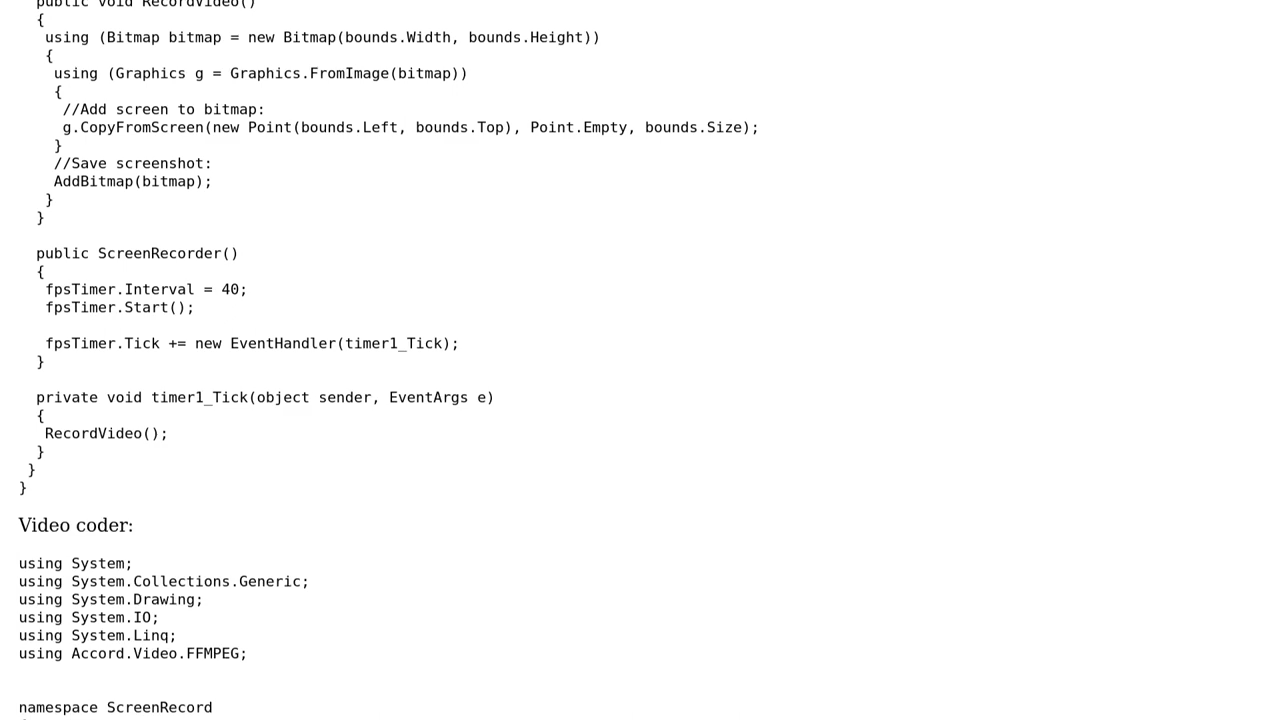 public void RecordVideo()
{
using (Bitmap bitmap = new Bitmap(bounds.Width, bounds.Height))
{
using (Graphics g = Graphics.FromImage(bitmap))
{
//Add screen to bitmap:
g.CopyFromScreen(new Point(bounds.Left, bounds.Top), Point.Empty, bounds.Size);
}
//Save screenshot:
AddBitmap(bitmap);
}
}
public ScreenRecorder()
{
fpsTimer.Interval = 40;
fpsTimer.Start();
fpsTimer.Tick += new EventHandler(timer1_Tick);
}
private void timer1_Tick(object sender, EventArgs e)
{
RecordVideo();
}
}
}
Video coder:
using System;
using System.Collections.Generic;
using System.Drawing;
using System.IO;
using System.Linq;
using Accord.Video.FFMPEG;
namespace ScreenRecord